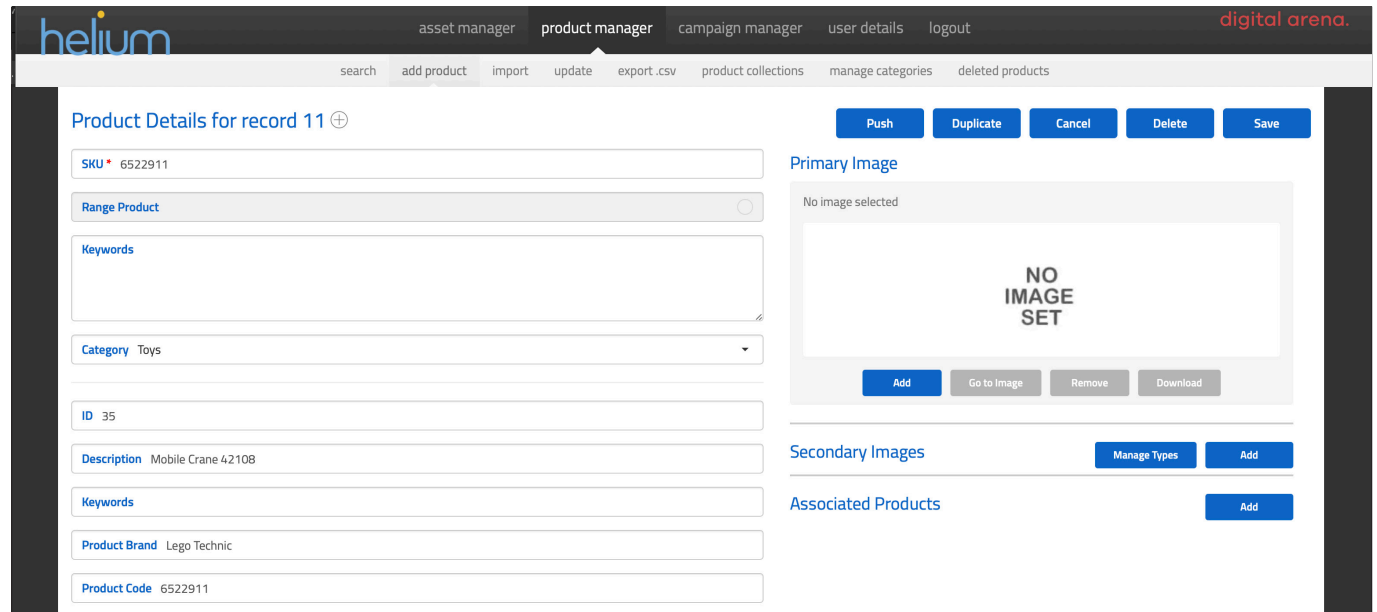 helium
asset manager product manager campaign manager user details logout
digital arena.
search add product import update export .csv product collections manage categories deleted products
Product Details for record 11
Push Duplicate Cancel Delete Save
SKU * 6522911
Range Product
Keywords
Category Toys
ID 35
Description Mobile Crane 42108
Keywords
Product Brand Lego Technic
Product Code 6522911
Primary Image
No image selected
NO
IMAGE
SET
Add Go to Image Remove Download
Secondary Images Manage Types Add
Associated Products Add